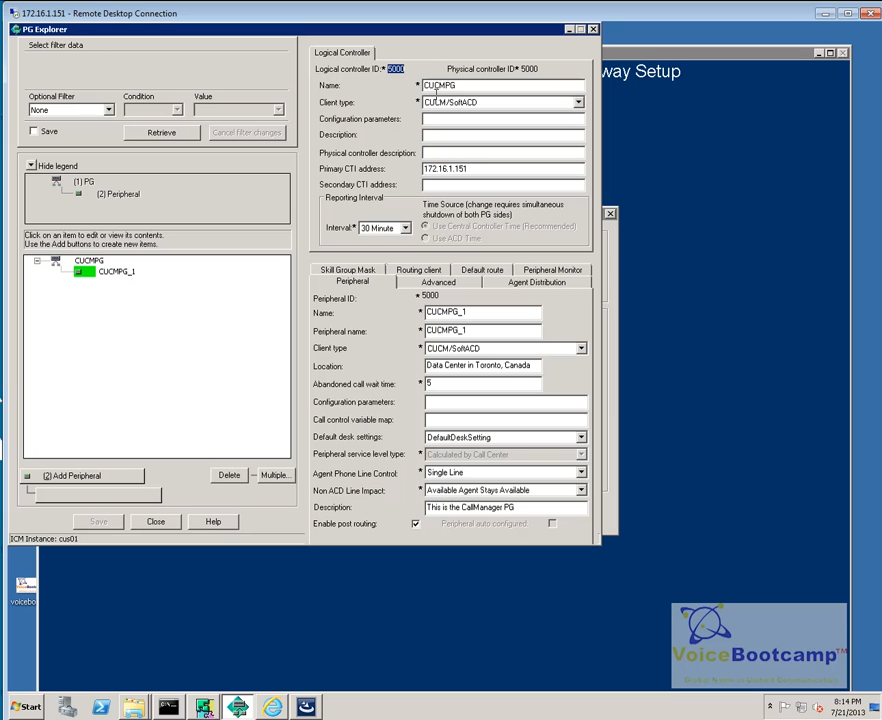 172.16.1.151 - Remote Desktop Connection
PG Explorer
Select filter data
Optional Filter
Condition
Value
None
Save
Retrieve
Cancel filter changes
Hide legend
(1) PG
(2) Peripheral
Click on an item to edit or view its contents.
Use the Add buttons to create new items.
CUCMPG
CUCMPG_1
(2) Add Peripheral
Delete
Multiple...
Save
Close
Help
ICM Instance: cus01
Logical Controller
Logical controller ID:* 5000
Physical controller ID* 5000
Name: * CUCMPG
Client type: * CUCM/SoftACD
Configuration parameters:
Description:
Physical controller description:
Primary CTI address: 172.16.1.151
Secondary CTI address:
Reporting Interval
Time Source (change requires simultaneous
shutdown of both PG sides)
Interval:* 30 Minute
Use Central Controller Time (Recommended)
Use ACD Time
Skill Group Mask
Routing client
Default route
Peripheral Monitor
Peripheral
Advanced
Agent Distribution
Peripheral ID: * 5000
Name: * CUCMPG_1
Peripheral name: * CUCMPG_1
Client type * CUCM/SoftACD
Location: Data Center in Toronto, Canada
Abandoned call wait time: * 5
Configuration parameters:
Call control variable map:
Default desk settings: DefaultDeskSetting
Peripheral service level type: * Calculated by Call Center
Agent Phone Line Control: * Single Line
Non ACD Line Impact: * Available Agent Stays Available
Description: This is the CallManager PG
Enable post routing:
Peripheral auto configured:
way Setup
voicebo
VoiceBootcamp™
Start
8:14 PM
7/21/2013